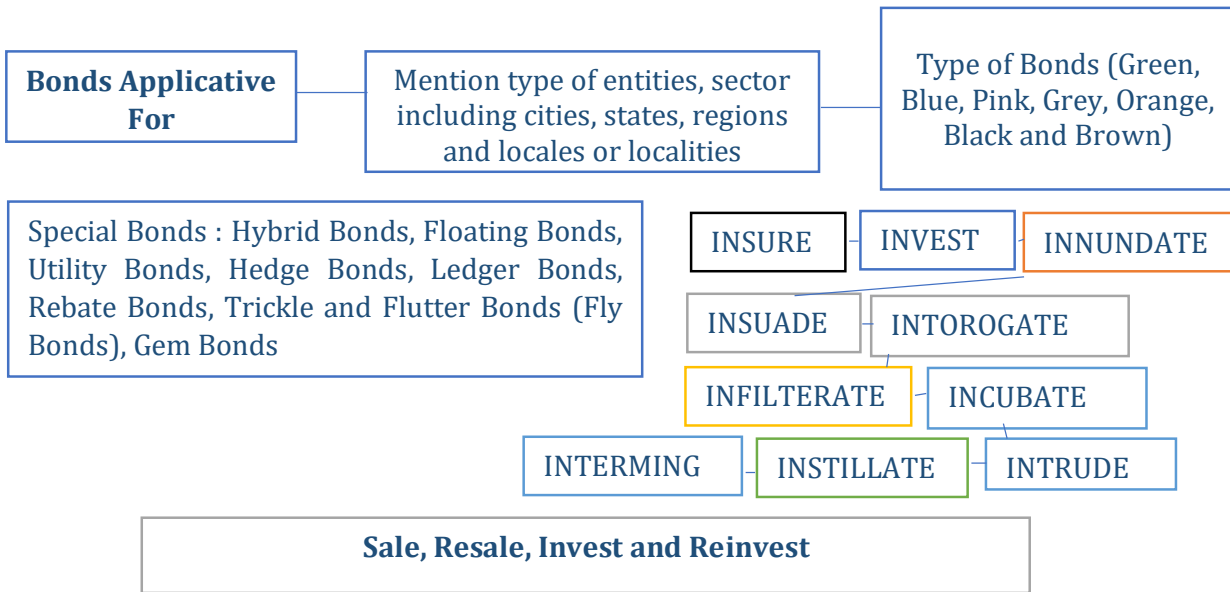 Bonds Applicative
For
Mention type of entities, sector
including cities, states, regions
and locales or localities
Type of Bonds (Green,
Blue, Pink, Grey, Orange,
Black and Brown)
Special Bonds : Hybrid Bonds, Floating Bonds,
Utility Bonds, Hedge Bonds, Ledger Bonds,
Rebate Bonds, Trickle and Flutter Bonds (Fly
Bonds), Gem Bonds
INSURE
INVEST
INNUNDATE
INSUADE
INTOROGATE
INFILTERATE
INCUBATE
INTERMING
INSTILLATE
INTRUDE
Sale, Resale, Invest and Reinvest